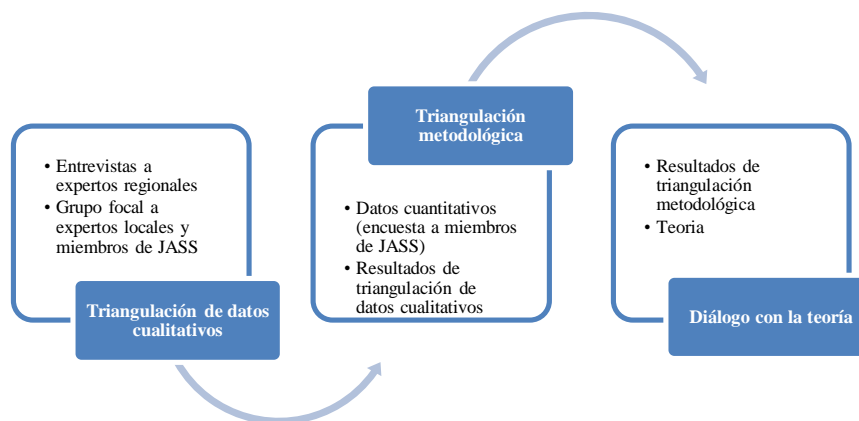 • Entrevistas a
expertos regionales
• Grupo focal a
expertos locales y
miembros de JASS
Triangulación de datos
cualitativos
Triangulación
metodológica
• Datos cuantitativos
(encuesta a miembros
de JASS)
• Resultados de
triangulación de
datos cualitativos
• Resultados de
triangulación
metodológica
• Teoria
Diálogo con la teoría